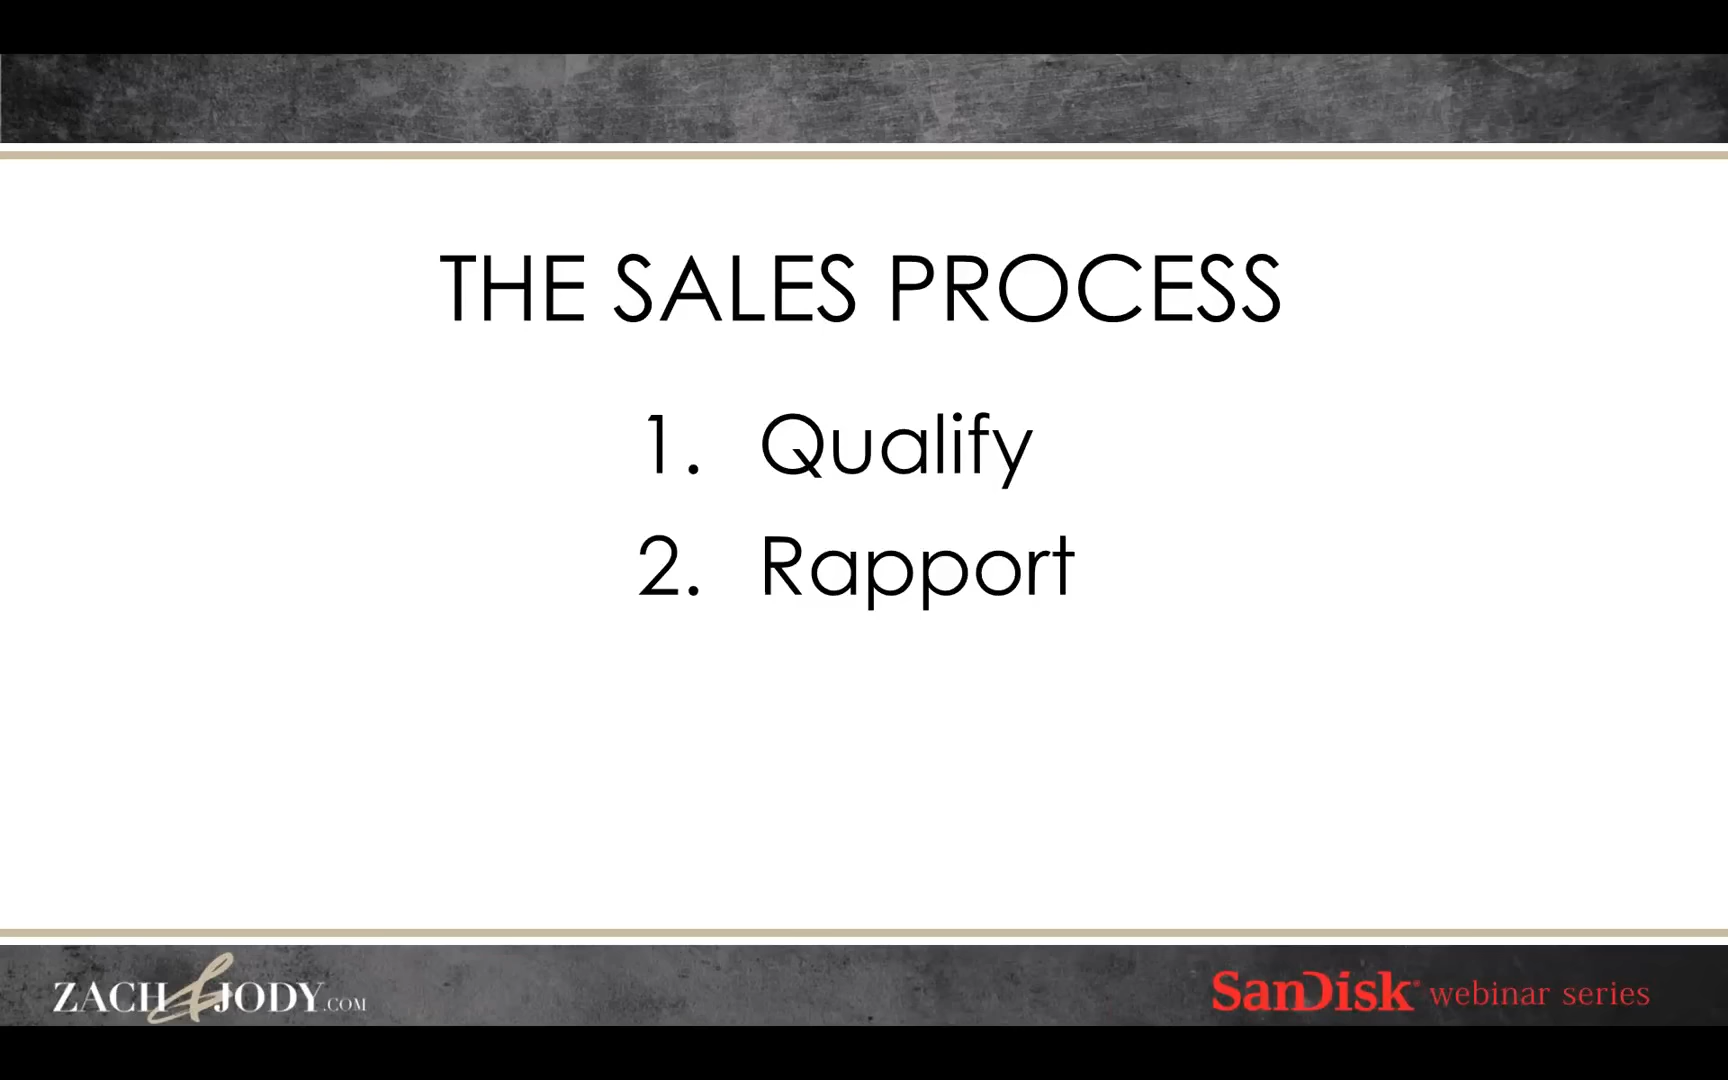 THE SALES PROCESS
1. Qualify
2. Rapport
ZACH & JODY.COM
SanDisk® webinar series